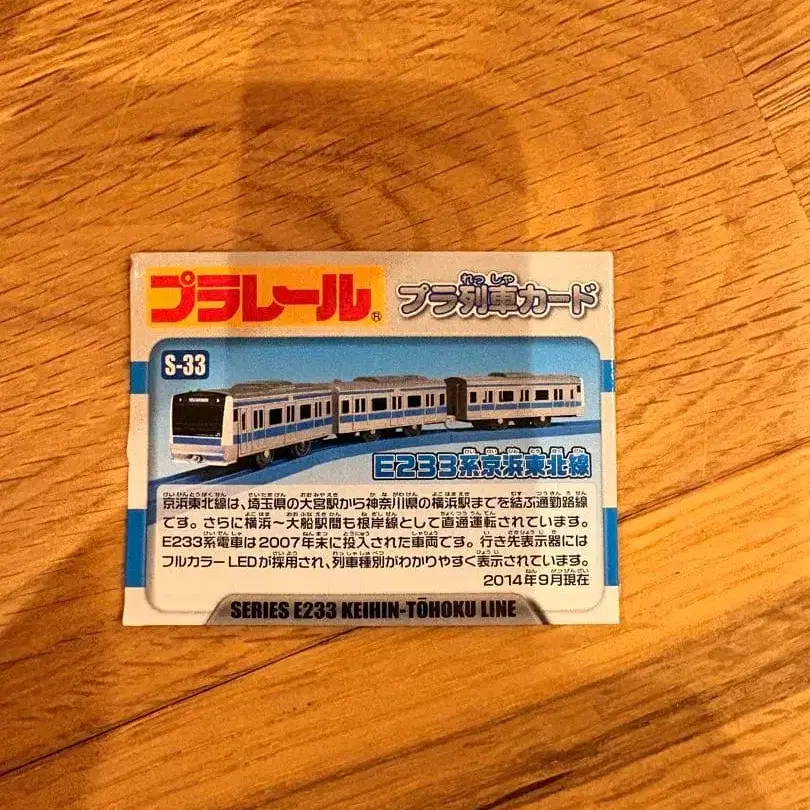 プラレール®
プラ列車カード
S-33
E233系京浜東北線
京浜東北線は、埼玉県の大宮駅から神奈川県の横浜駅までを結ぶ通勤路線
です。さらに横浜〜大船駅間も根岸線として直通運転されています。
E233系電車は2007年末に投入された車両です。行き先表示器には
フルカラーLEDが採用され、列車種別がわかりやすく表示されています。
2014年9月現在
SERIES E233 KEIHIN-TŌHOKU LINE